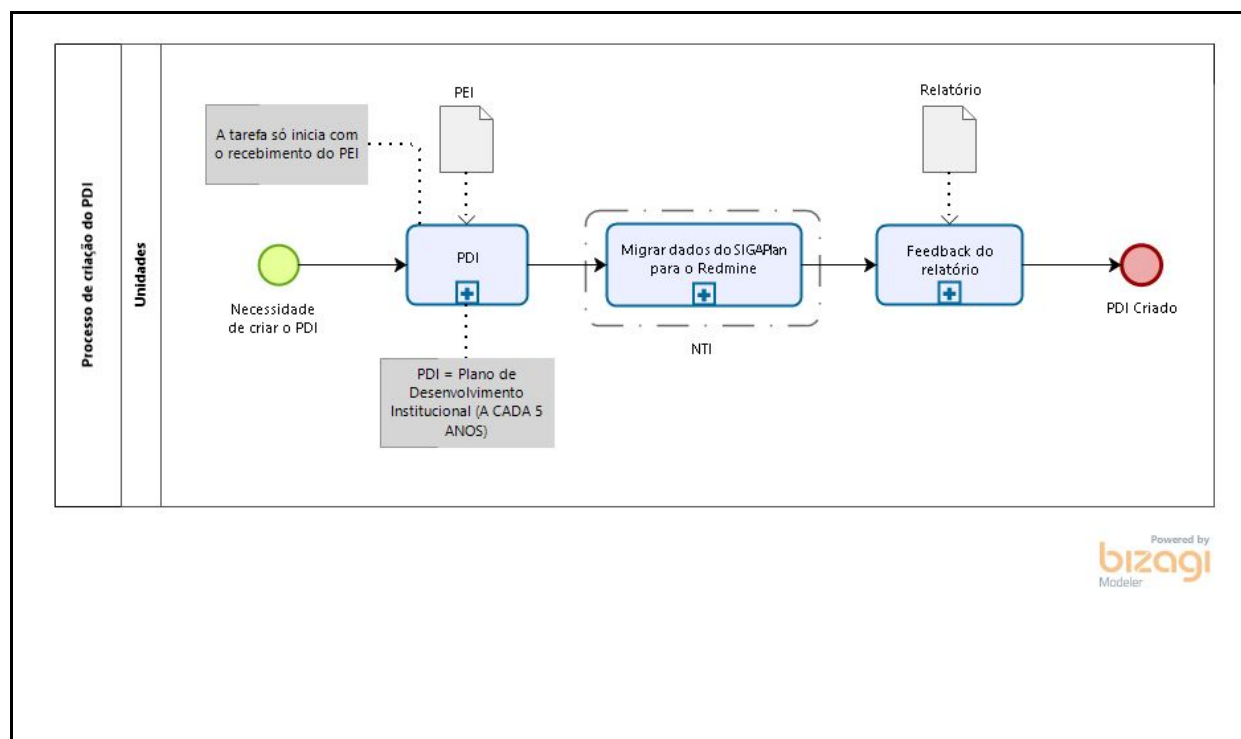 Processo de criação do PDI
Unidades
A tarefa só inicia com
o recebimento do PEI
PEI
Relatório
Necessidade
de criar o PDI
PDI
Migrar dados do SIGAPlan
para o Redmine
NTI
Feedback do
relatório
PDI Criado
PDI = Plano de
Desenvolvimento
Institucional (A CADA 5
ANOS)
Powered by
bizagi
Modeler